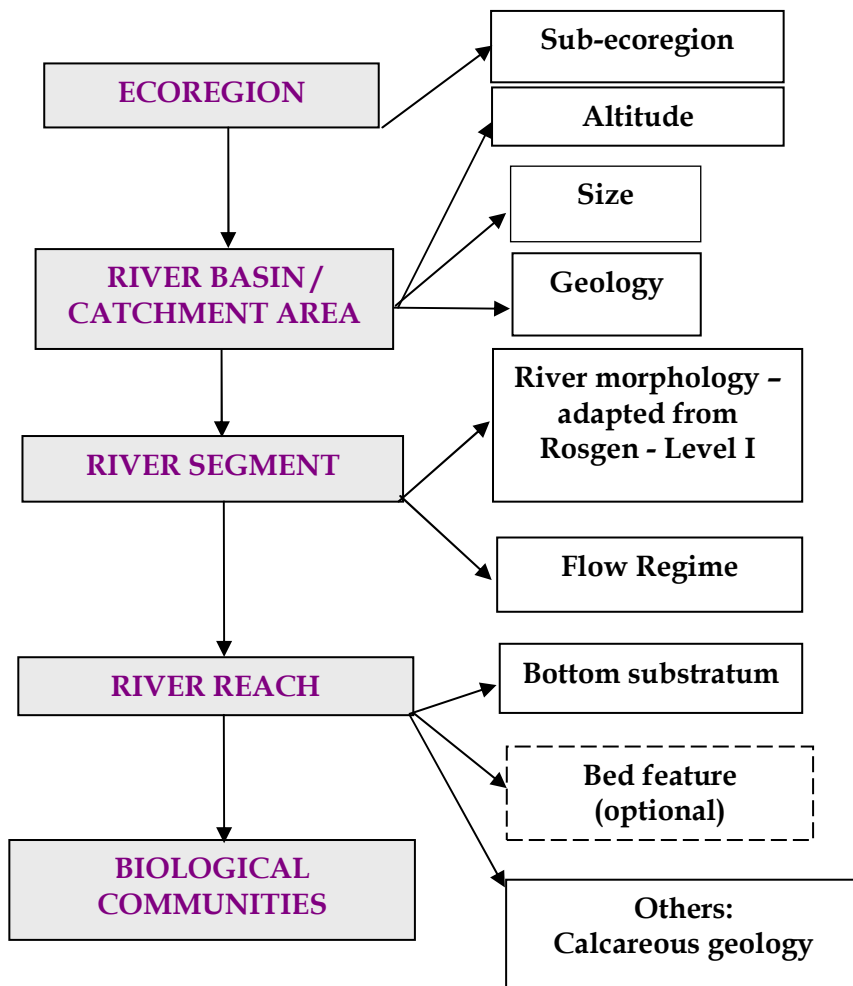 Sub-ecoregion
ECOREGION
Altitude
Size
RIVER BASIN /
CATCHMENT AREA
Geology
River morphology –
adapted from
Rosgen - Level I
RIVER SEGMENT
Flow Regime
RIVER REACH
Bottom substratum
Bed feature
(optional)
BIOLOGICAL
COMMUNITIES
Others:
Calcareous geology